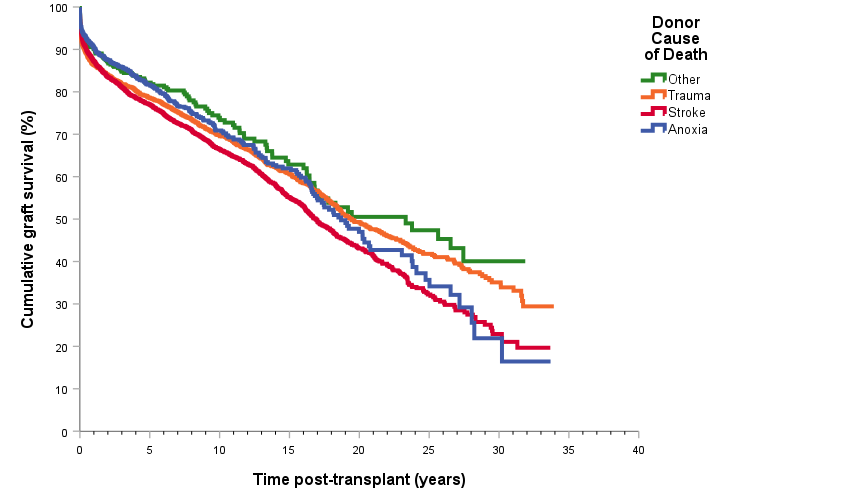 Donor
Cause
of Death
Other
Trauma
Stroke
Anoxia
Cumulative graft survival (%)
100
90
80
70
60
50
40
30
20
10
0
0 5 10 15 20 25 30 35 40
Time post-transplant (years)